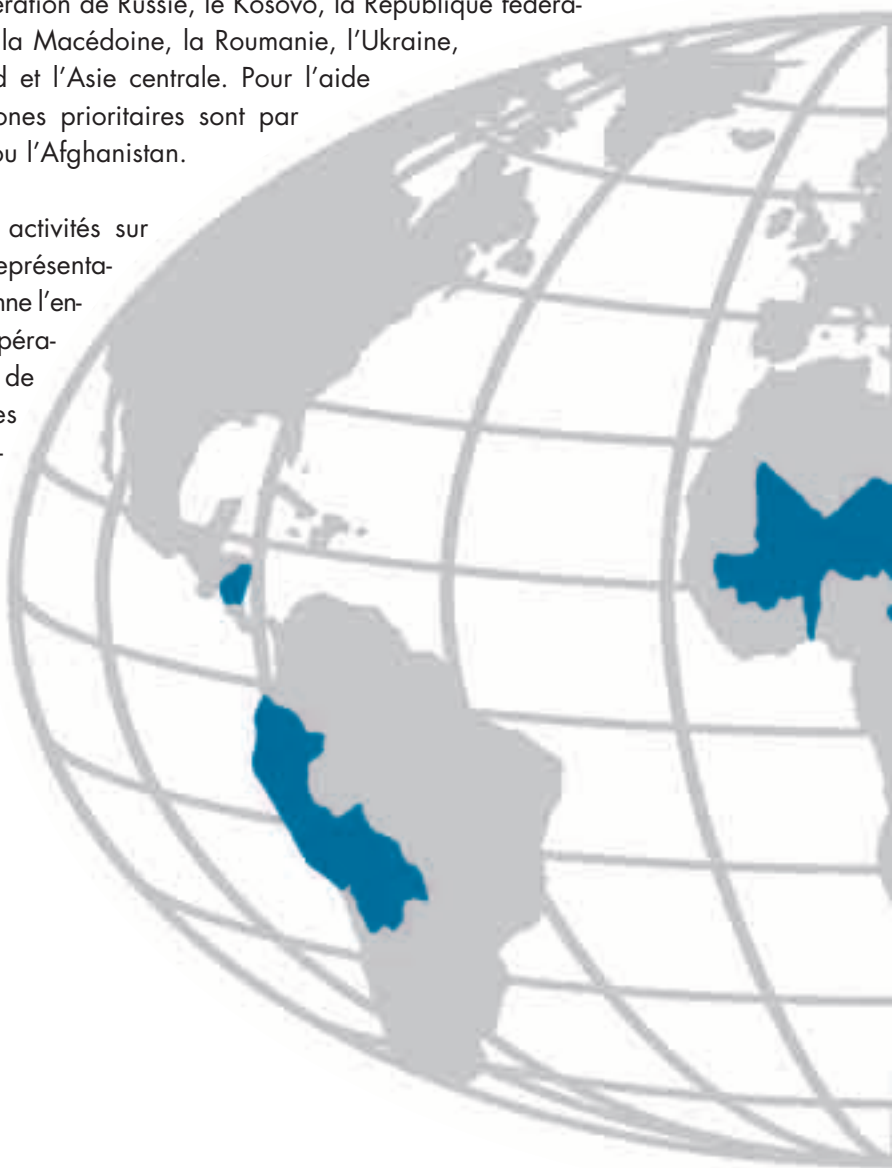 ération de Russie, le Kosovo, la République fédéra-
la Macédoine, la Roumanie, l’Ukraine,
d et l’Asie centrale. Pour l’aide
ones prioritaires sont par
ou l’Afghanistan.
activités sur
eprésenta-
nne l’en-
péra-
de
es
-